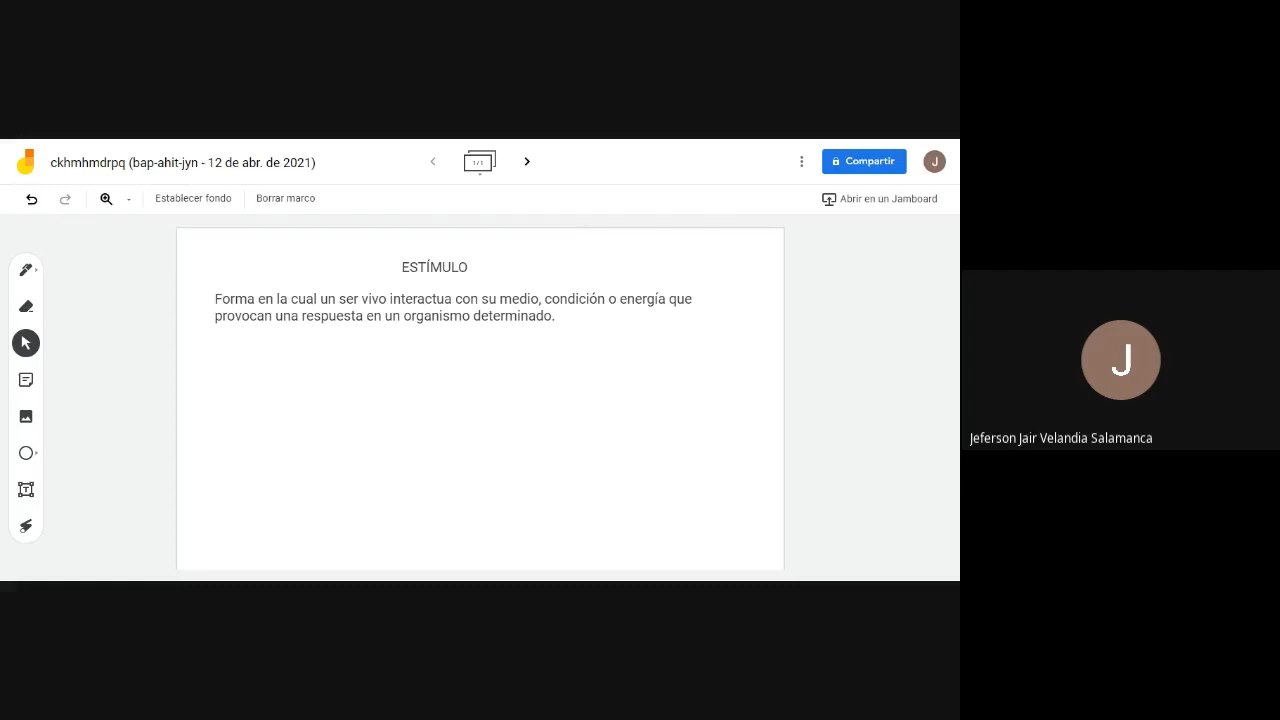 ckhmhmdrpq (bap-ahit-jyn - 12 de abr. de 2021)
1/1
Compartir
J
Establecer fondo
Borrar marco
Abrir en un Jamboard
ESTÍMULO
Forma en la cual un ser vivo interactua con su medio, condición o energía que
provocan una respuesta en un organismo determinado.
J
Jeferson Jair Velandia Salamanca